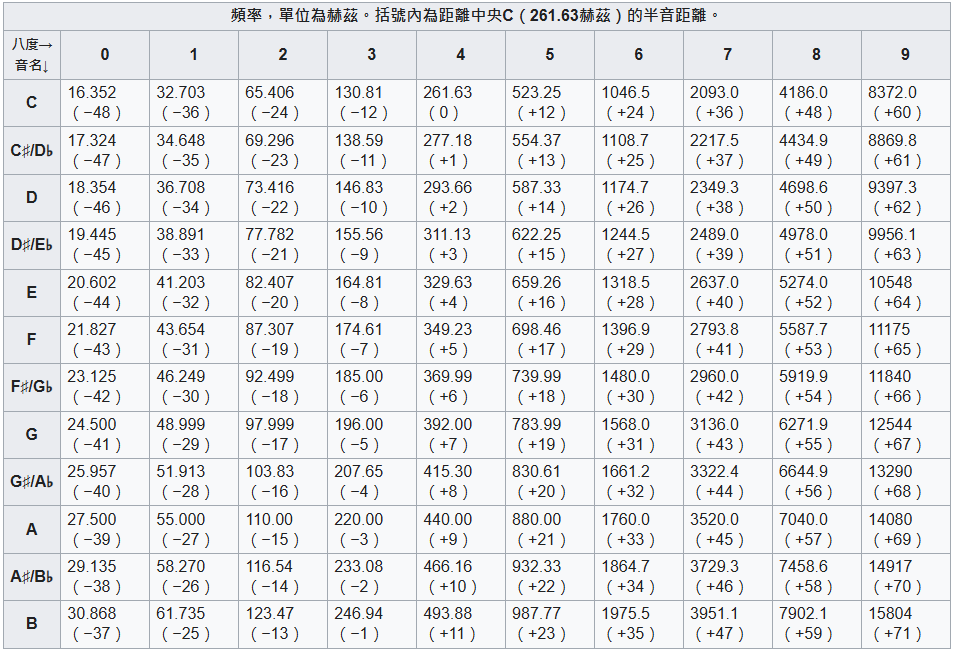 頻率，單位為赫茲。括號內為距離中央C（261.63赫茲）的半音距離。
八度→ 0 1 2 3 4 5 6 7 8 9
音名↓
C 16.352 32.703 65.406 130.81 261.63 523.25 1046.5 2093.0 4186.0 8372.0
（−48） （−36） （−24） （−12） （0） （+12） （+24） （+36） （+48） （+60）
C♯/D♭ 17.324 34.648 69.296 138.59 277.18 554.37 1108.7 2217.5 4434.9 8869.8
（−47） （−35） （−23） （−11） （+1） （+13） （+25） （+37） （+49） （+61）
D 18.354 36.708 73.416 146.83 293.66 587.33 1174.7 2349.3 4698.6 9397.3
（−46） （−34） （−22） （−10） （+2） （+14） （+26） （+38） （+50） （+62）
D♯/E♭ 19.445 38.891 77.782 155.56 311.13 622.25 1244.5 2489.0 4978.0 9956.1
（−45） （−33） （−21） （−9） （+3） （+15） （+27） （+39） （+51） （+63）
E 20.602 41.203 82.407 164.81 329.63 659.26 1318.5 2637.0 5274.0 10548
（−44） （−32） （−20） （−8） （+4） （+16） （+28） （+40） （+52） （+64）
F 21.827 43.654 87.307 174.61 349.23 698.46 1396.9 2793.8 5587.7 11175
（−43） （−31） （−19） （−7） （+5） （+17） （+29） （+41） （+53） （+65）
F♯/G♭ 23.125 46.249 92.499 185.00 369.99 739.99 1480.0 2960.0 5919.9 11840
（−42） （−30） （−18） （−6） （+6） （+18） （+30） （+42） （+54） （+66）
G 24.500 48.999 97.999 196.00 392.00 783.99 1568.0 3136.0 6271.9 12544
（−41） （−29） （−17） （−5） （+7） （+19） （+31） （+43） （+55） （+67）
G♯/A♭ 25.957 51.913 103.83 207.65 415.30 830.61 1661.2 3322.4 6644.9 13290
（−40） （−28） （−16） （−4） （+8） （+20） （+32） （+44） （+56） （+68）
A 27.500 55.000 110.00 220.00 440.00 880.00 1760.0 3520.0 7040.0 14080
（−39） （−27） （−15） （−3） （+9） （+21） （+33） （+45） （+57） （+69）
A♯/B♭ 29.135 58.270 116.54 233.08 466.16 932.33 1864.7 3729.3 7458.6 14917
（−38） （−26） （−14） （−2） （+10） （+22） （+34） （+46） （+58） （+70）
B 30.868 61.735 123.47 246.94 493.88 987.77 1975.5 3951.1 7902.1 15804
（−37） （−25） （−13） （−1） （+11） （+23） （+35） （+47） （+59） （+71）